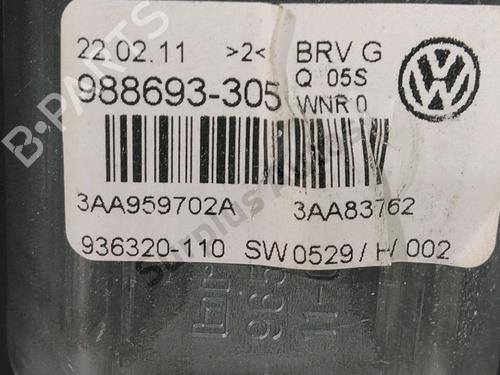 22.02.11 >2< BRV G
988693-305 Q 05S
WNR 0
3AA959702A 3AA83762
936320-110 SW0529/H/002
B-PARTS